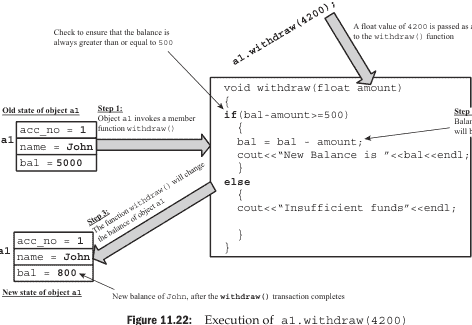 a1.withdraw(4200);
A float value of 4200 is passed as
to the withdraw() function
Check to ensure that the balance is
always greater than or equal to 500
void withdraw(float amount)
{
if(bal-amount>=500)
{
bal = bal - amount;
cout<<"New Balance is "<<bal<<endl;
}
else
{
cout<<"Insufficient funds"<<endl;
}
}
Step
Balan
will b
Old state of object a1
a1
acc_no = 1
name = John
bal = 5000
Step 1:
Object a1 invokes a member
function withdraw()
Step 3:
The function withdraw() will change
the balance of object a1
a1
acc_no = 1
name = John
bal = 800
New state of object a1
New balance of John, after the withdraw() transaction completes
Figure 11.22: Execution of a1.withdraw(4200)